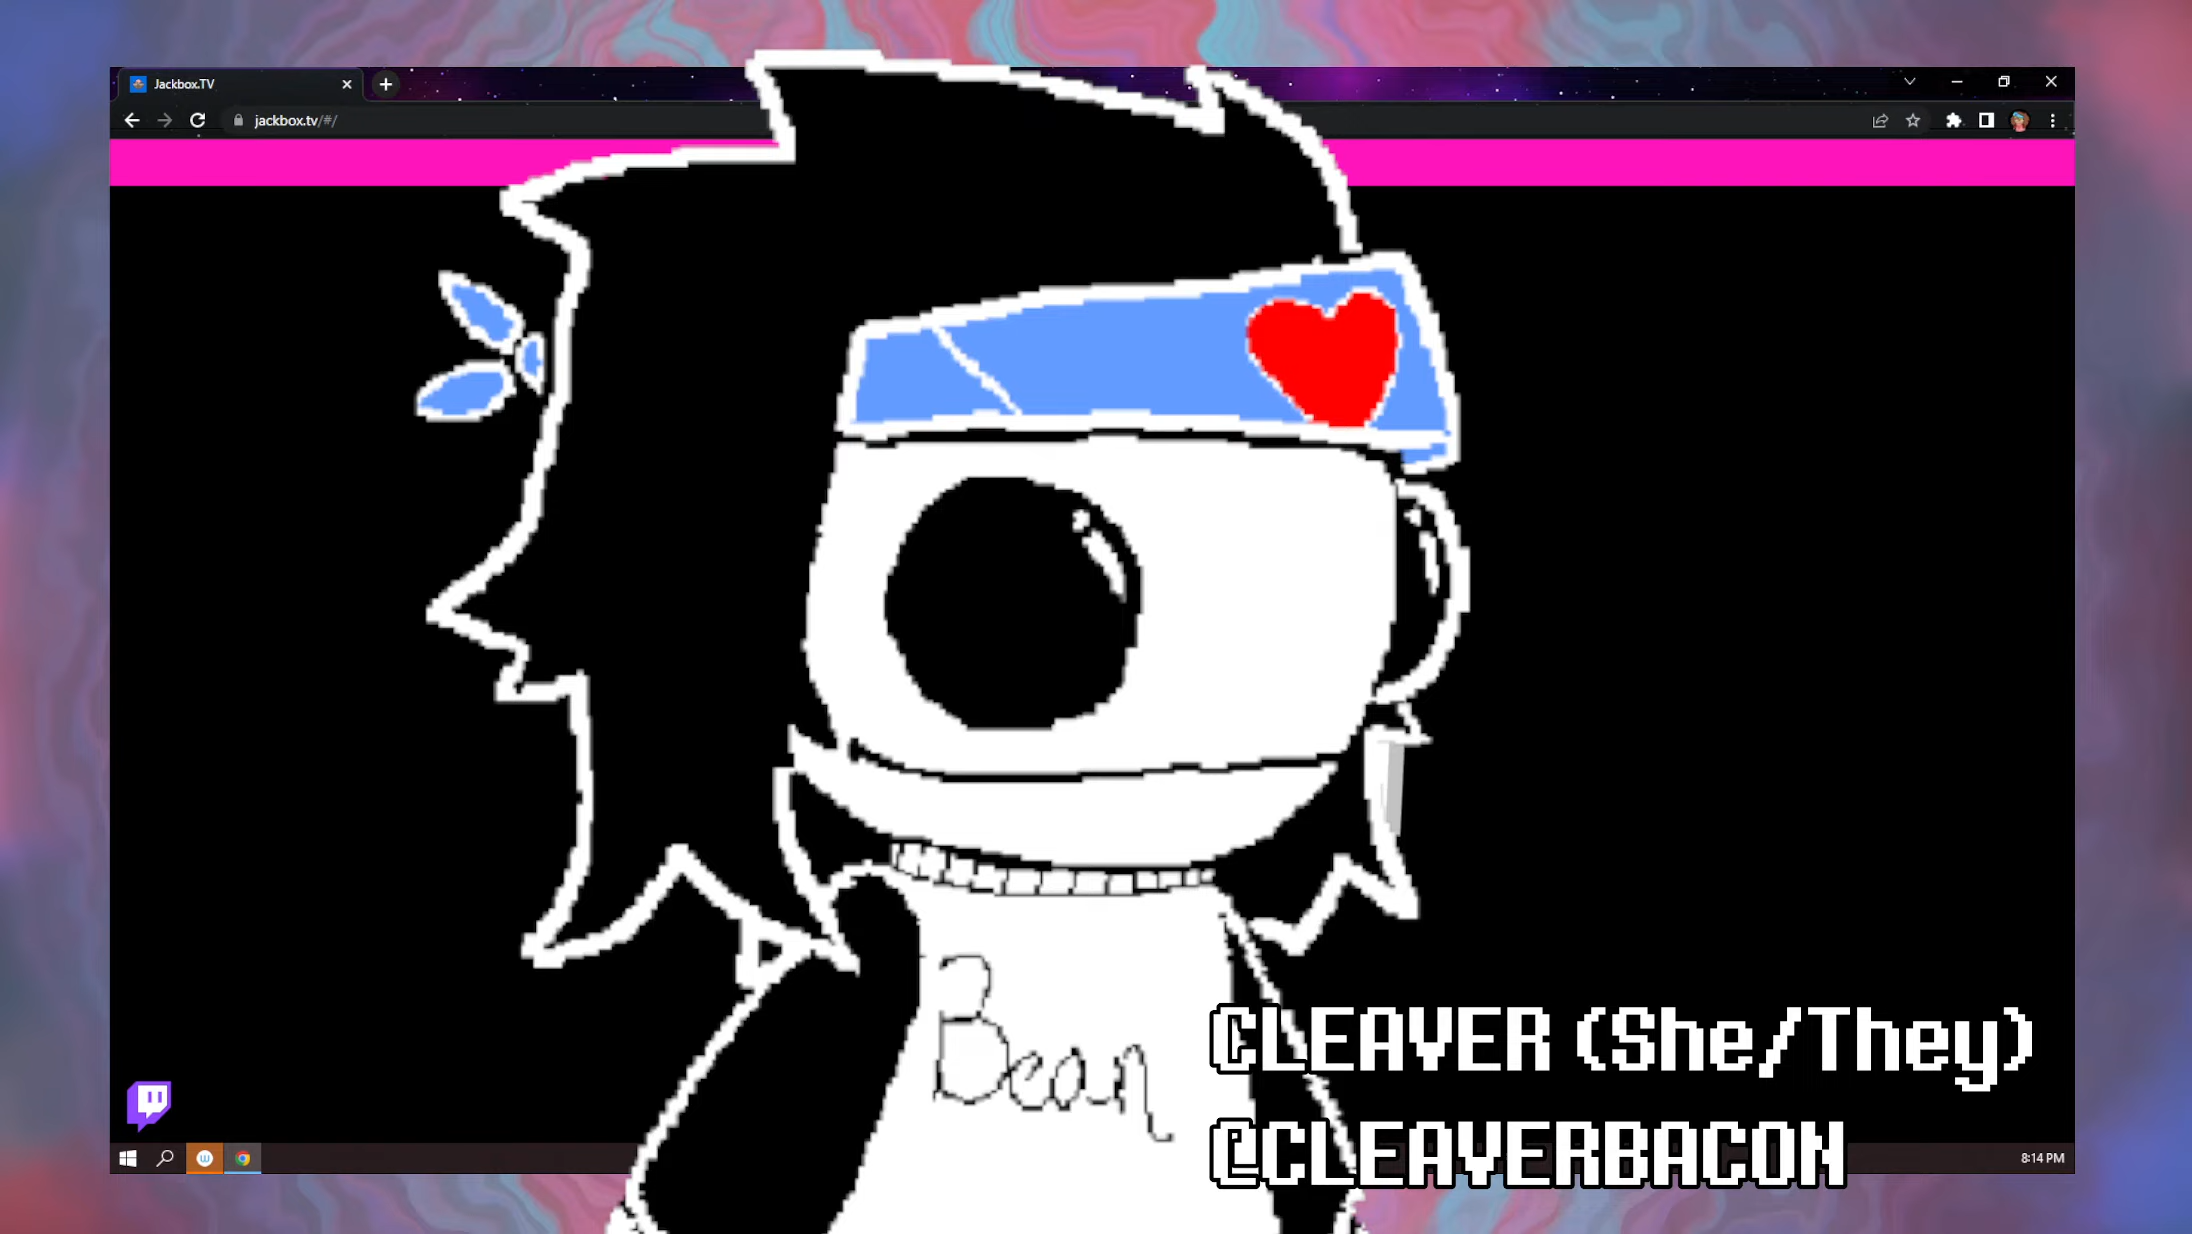 Jackbox.TV
jackbox.tv/#/
Bean
CLEAVER (She/They)
@CLEAVERBACON
8:14 PM